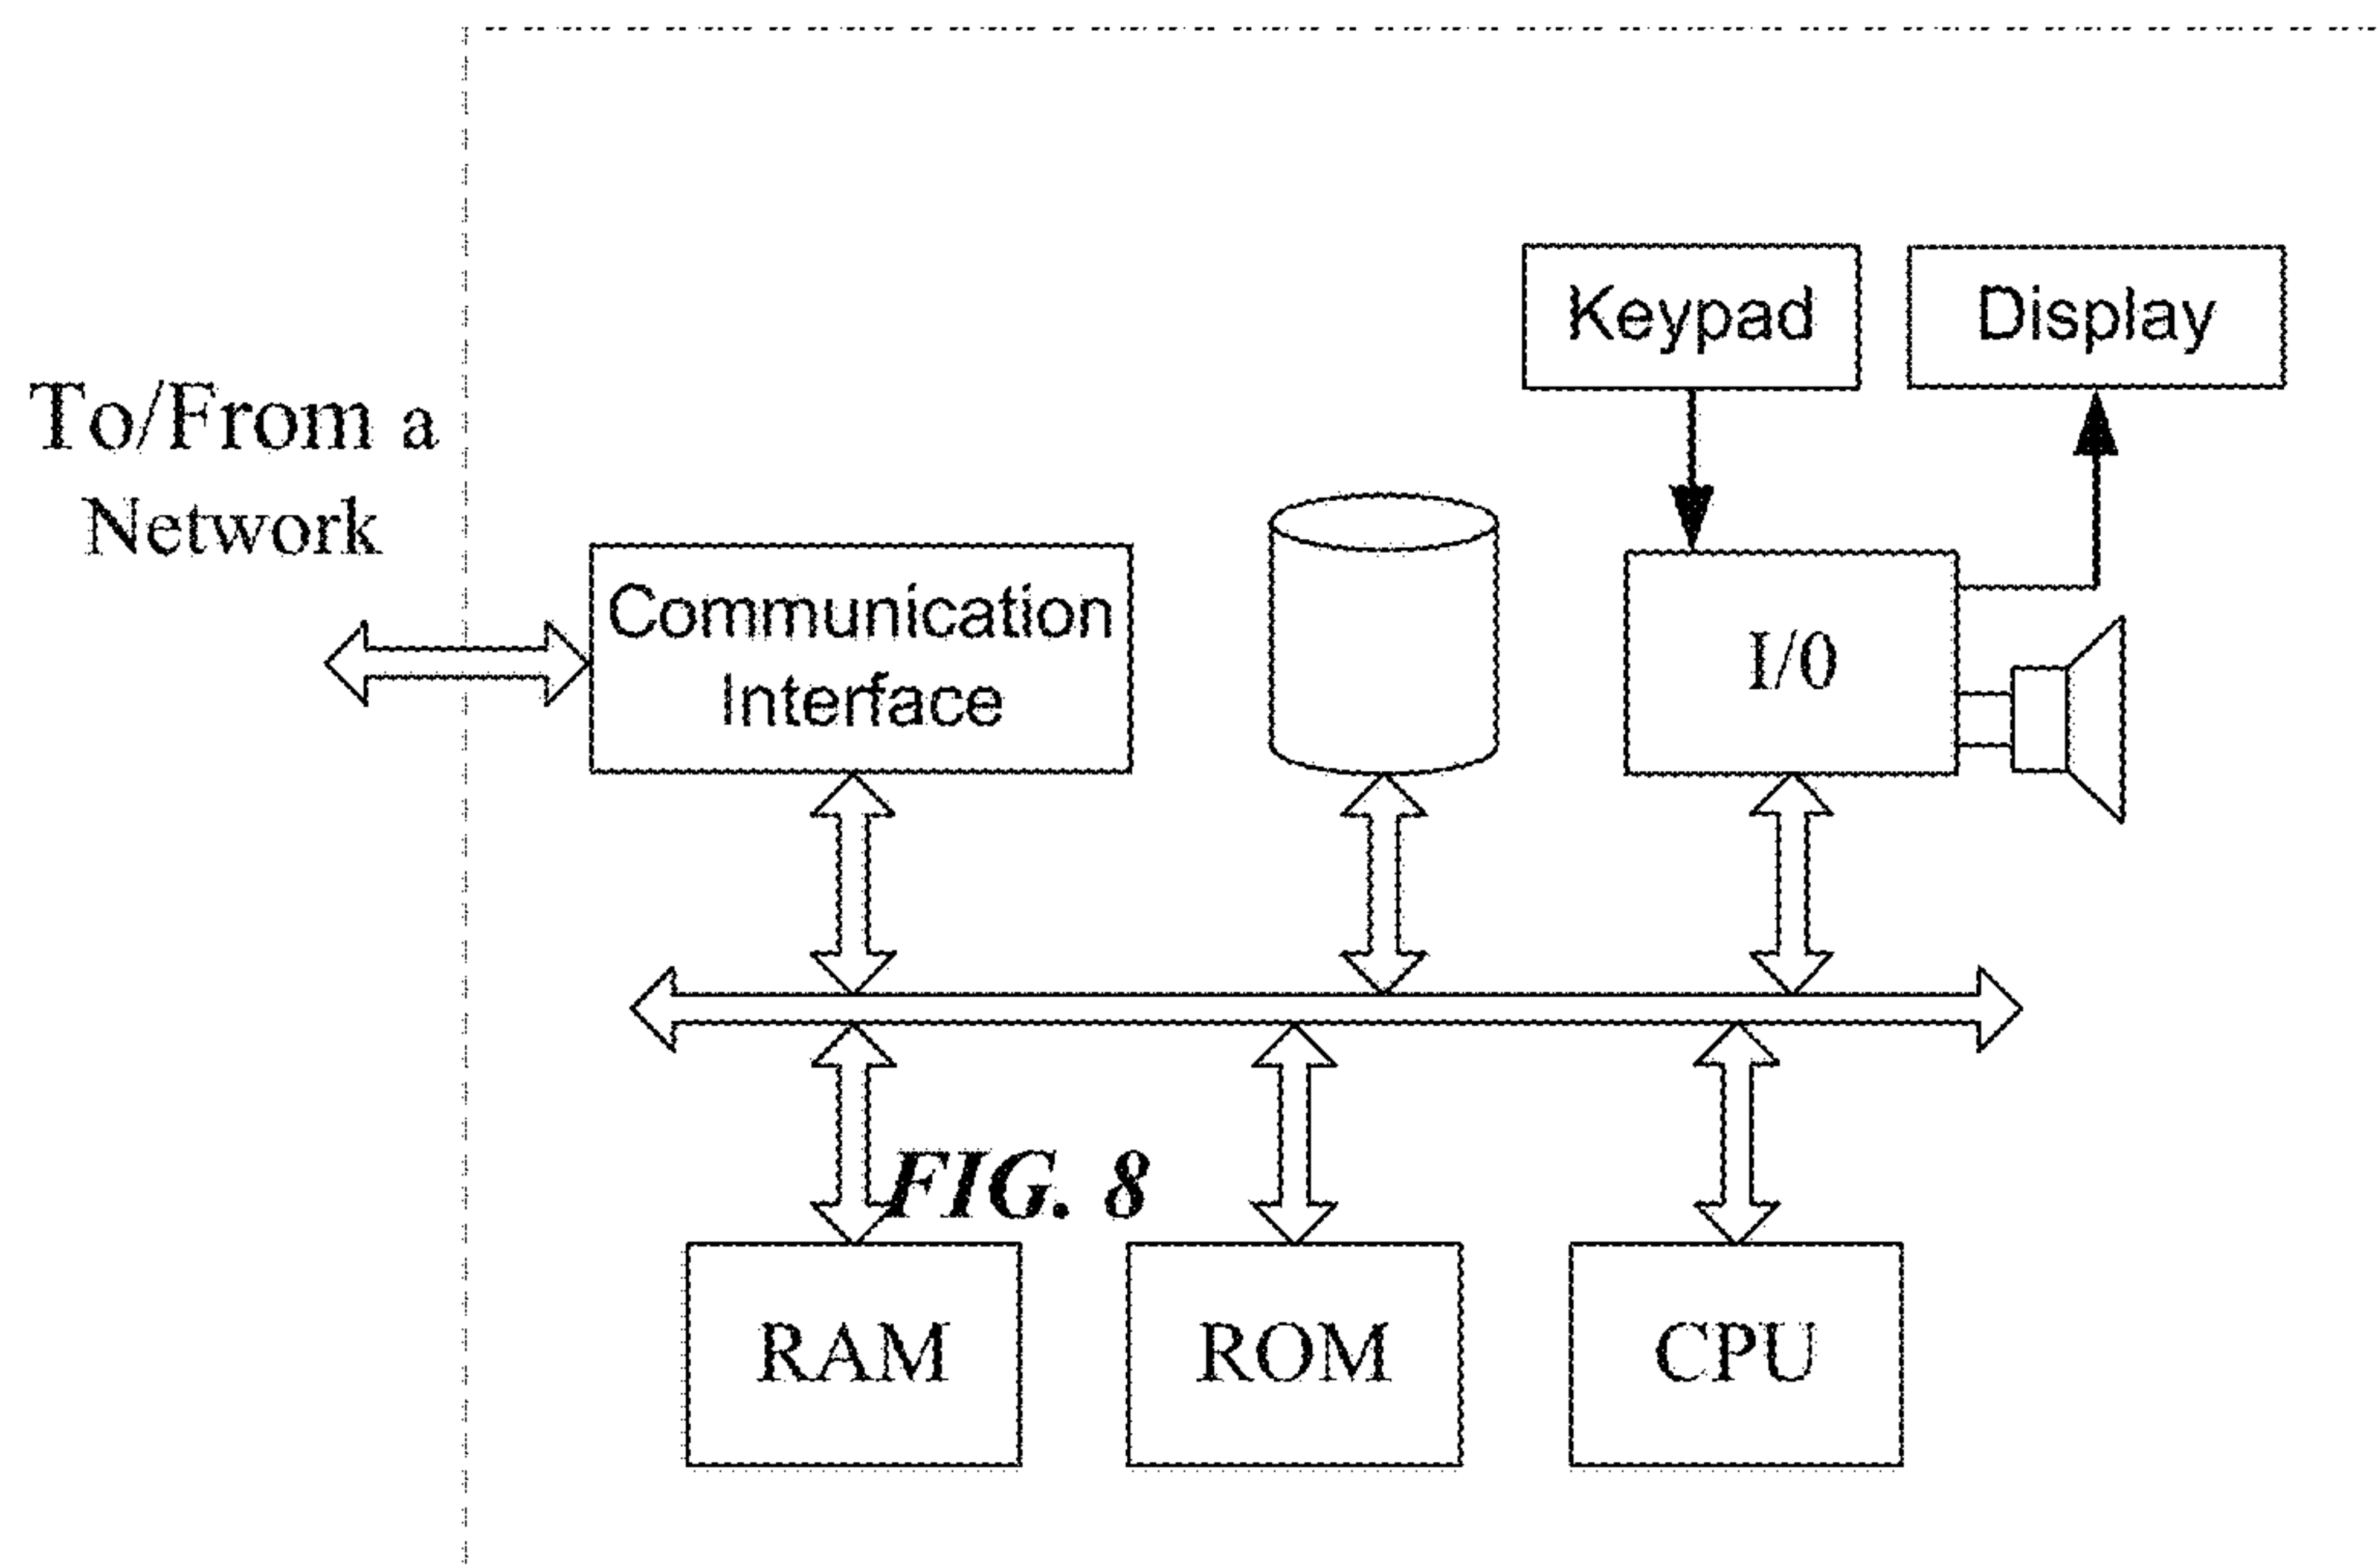 Keypad
Display
To/From a
Network
Communication
Interface
I/0
FIG. 8
RAM
ROM
CPU